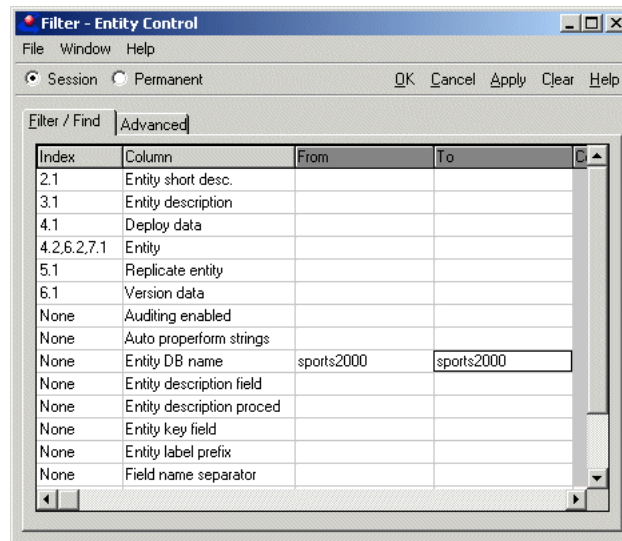 Filter - Entity Control
File Window Help
Session Permanent OK Cancel Apply Clear Help
Filter / Find Advanced
Index Column From To
2.1 Entity short desc.
3.1 Entity description
4.1 Deploy data
4.2,6.2,7.1 Entity
5.1 Replicate entity
6.1 Version data
None Auditing enabled
None Auto properform strings
None Entity DB name sports2000 sports2000
None Entity description field
None Entity description proced
None Entity key field
None Entity label prefix
None Field name separator